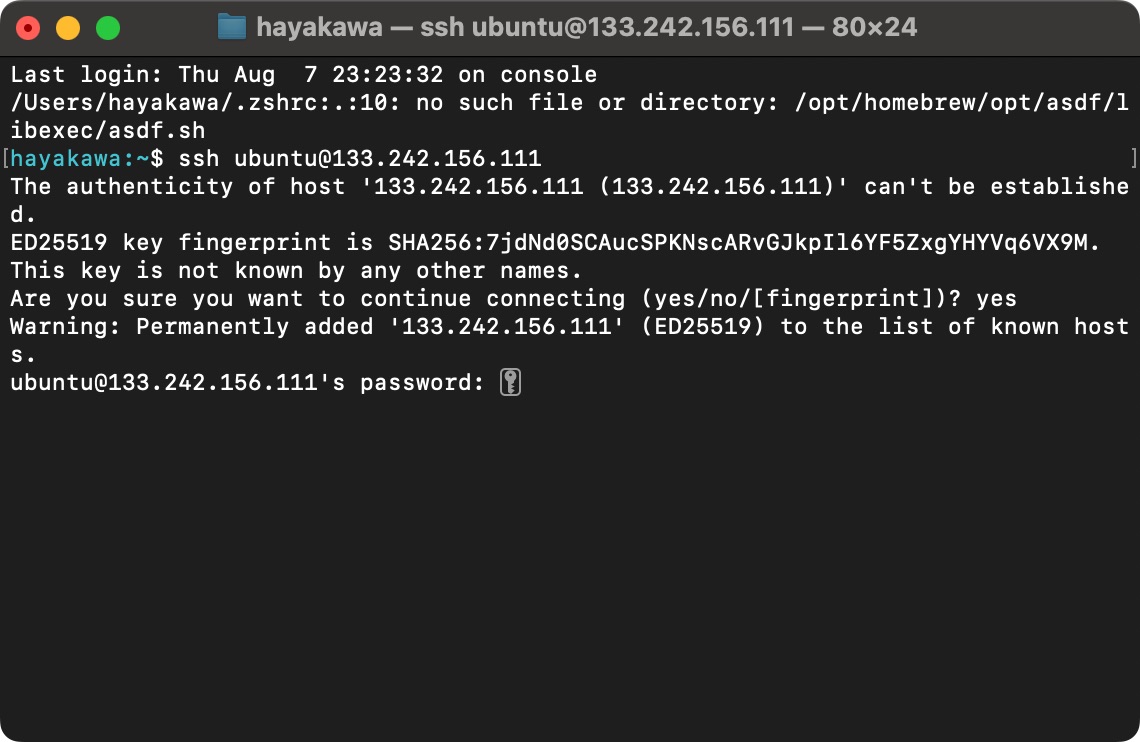 hayakawa — ssh ubuntu@133.242.156.111 — 80×24
Last login: Thu Aug  7 23:23:32 on console
/Users/hayakawa/.zshrc:.:10: no such file or directory: /opt/homebrew/opt/asdf/l
ibexec/asdf.sh
[hayakawa:~$ ssh ubuntu@133.242.156.111 ]
The authenticity of host '133.242.156.111 (133.242.156.111)' can't be establishe
d.
ED25519 key fingerprint is SHA256:7jdNd0SCAucSPKNscARvGJkpIl6YF5ZxgYHYVq6VX9M.
This key is not known by any other names.
Are you sure you want to continue connecting (yes/no/[fingerprint])? yes
Warning: Permanently added '133.242.156.111' (ED25519) to the list of known host
s.
ubuntu@133.242.156.111's password: